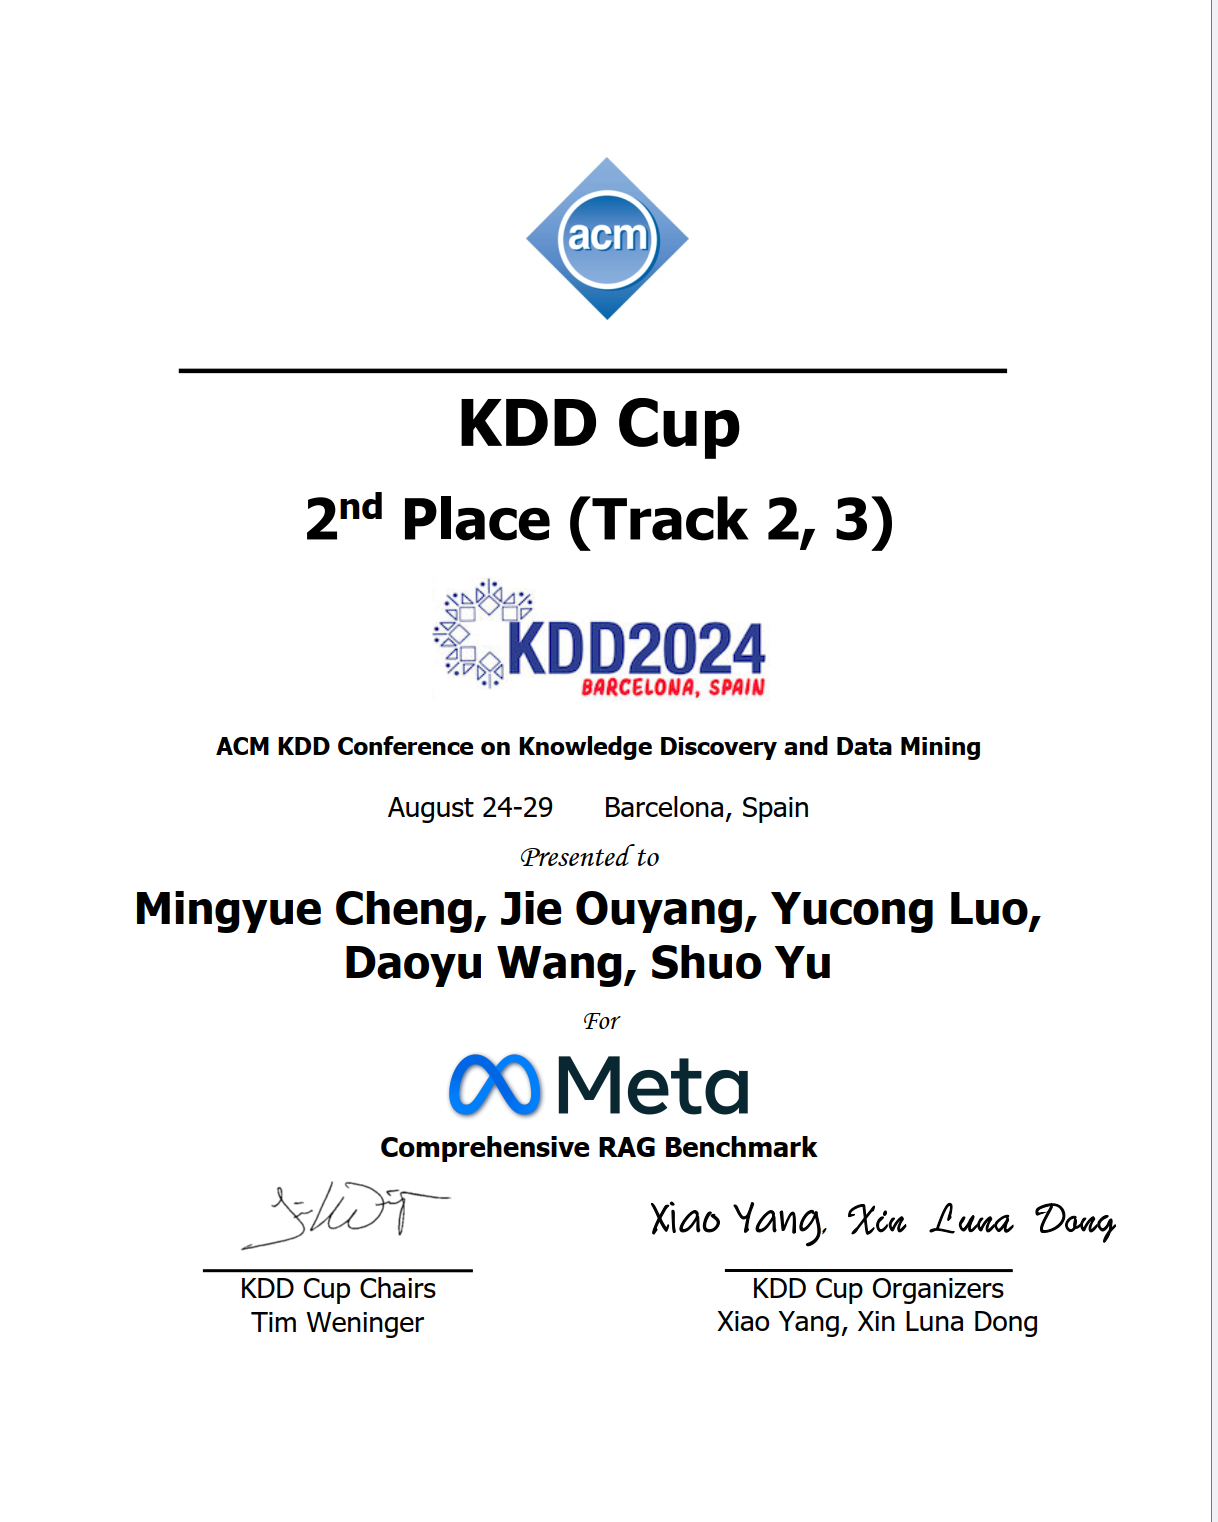 acm
KDD Cup
2nd Place (Track 2, 3)
KDD2024
BARCELONA, SPAIN
ACM KDD Conference on Knowledge Discovery and Data Mining
August 24-29 Barcelona, Spain
Presented to
Mingyue Cheng, Jie Ouyang, Yucong Luo,
Daoyu Wang, Shuo Yu
For
Meta
Comprehensive RAG Benchmark
Xiao Yang, Xin Luna Dong
KDD Cup Chairs
Tim Weninger
KDD Cup Organizers
Xiao Yang, Xin Luna Dong